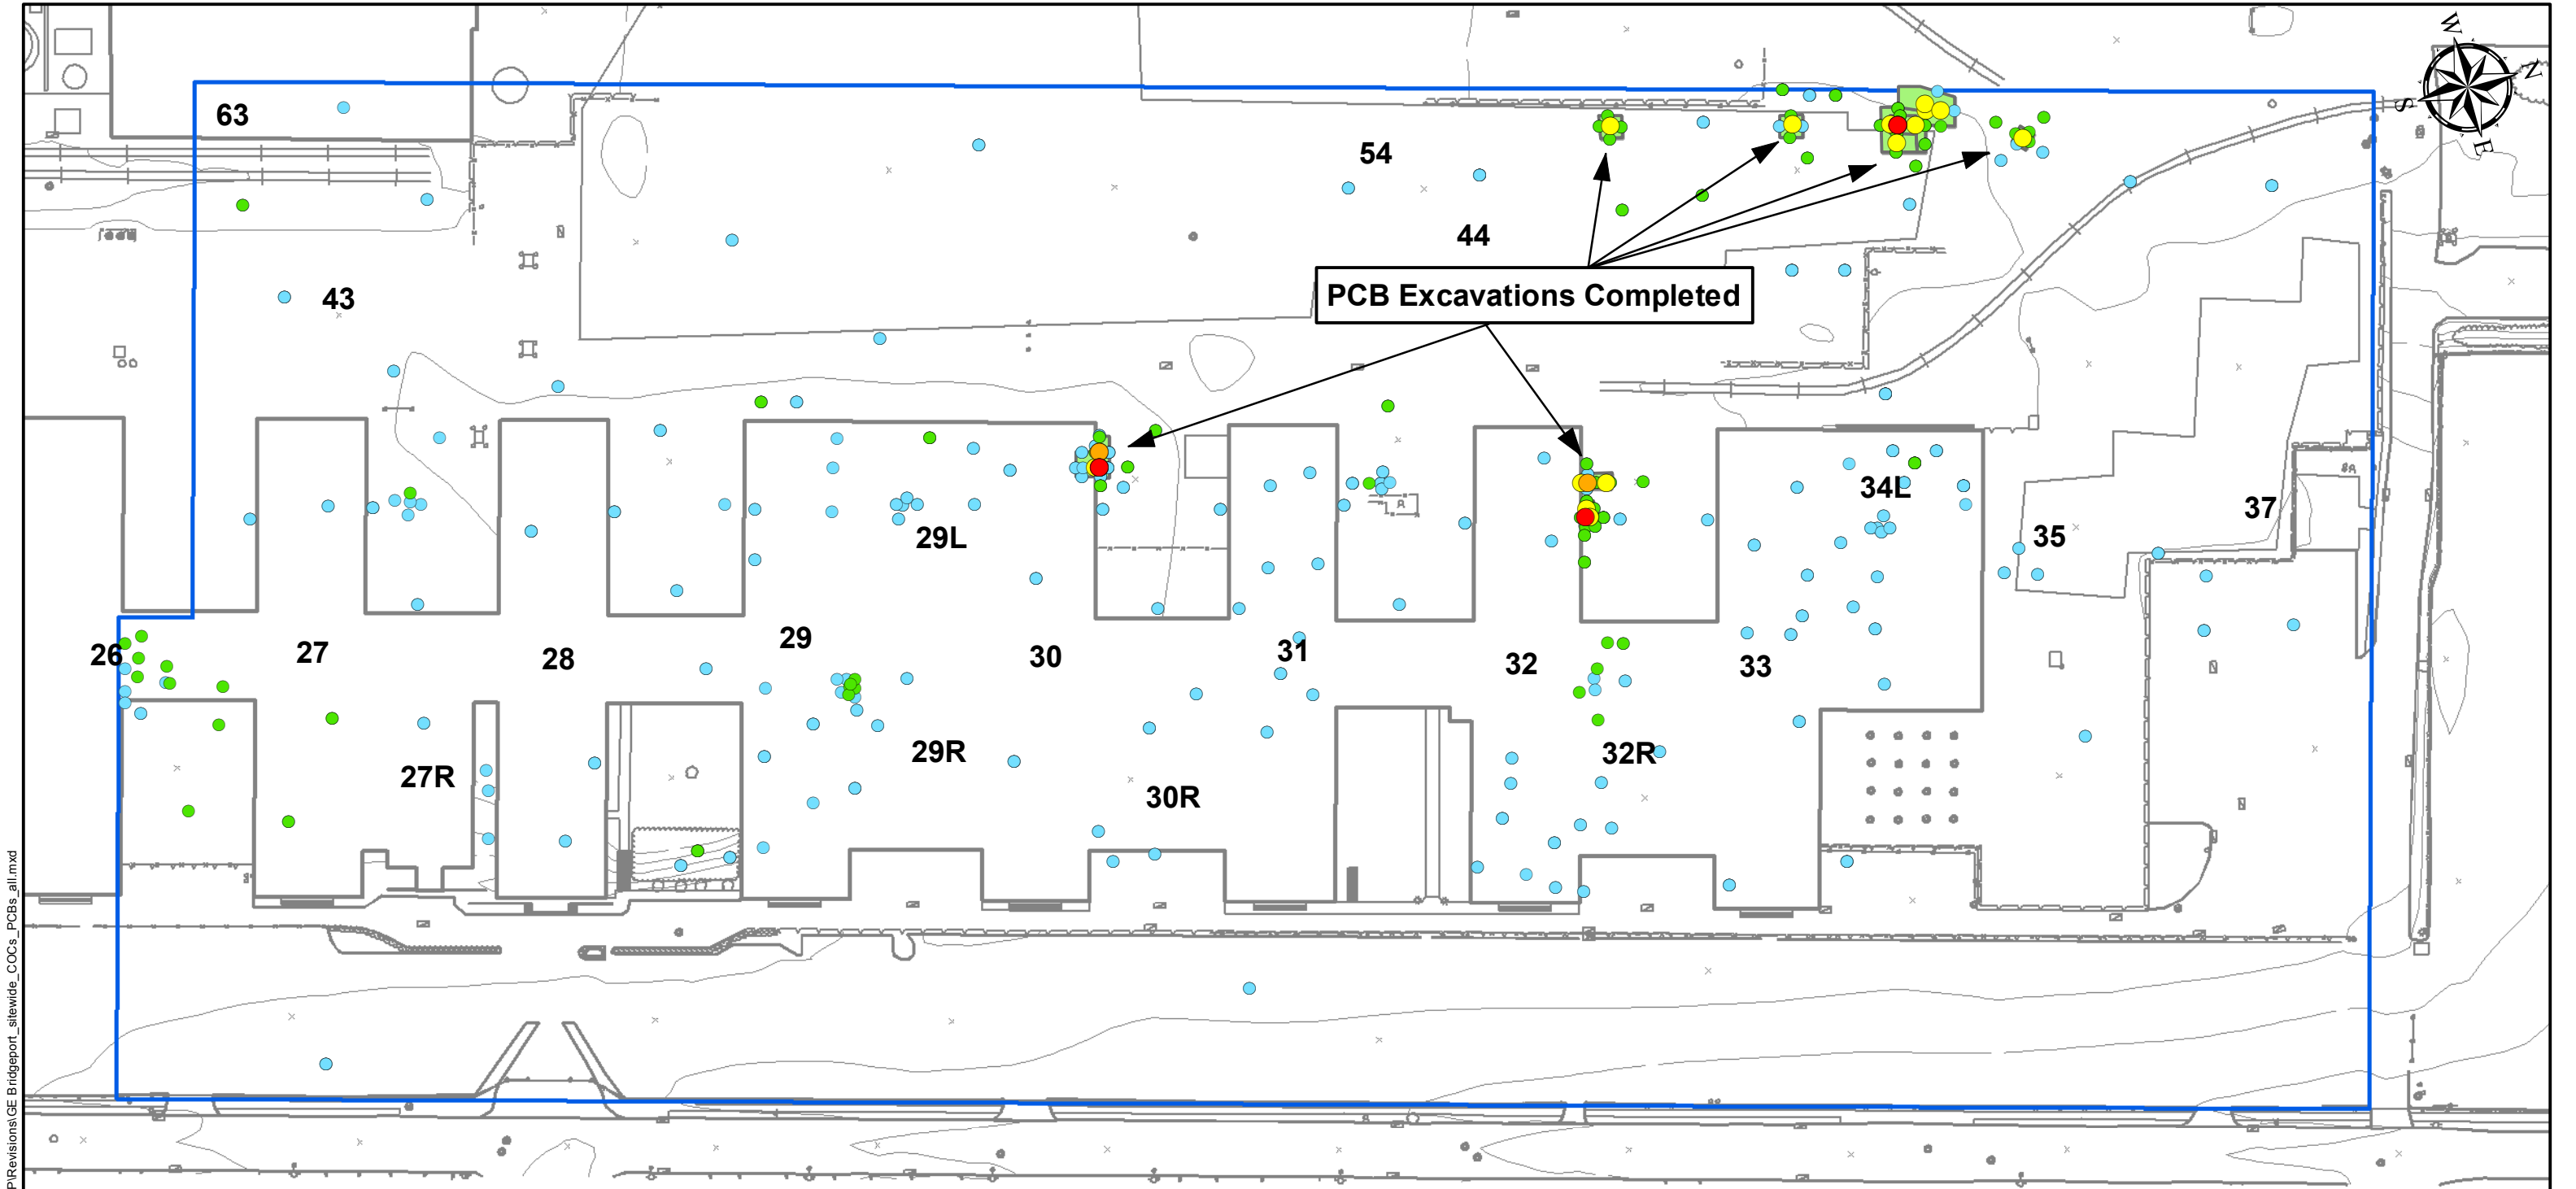 W
N
S
E
63
54
44
PCB Excavations Completed
43
34L
37
29L
35
26
27
28
29
30
31
32
33
29R
32R
27R
30R
P\Revisions\GE Bridgeport_sitewide_COCs_PCBs_all.mxd